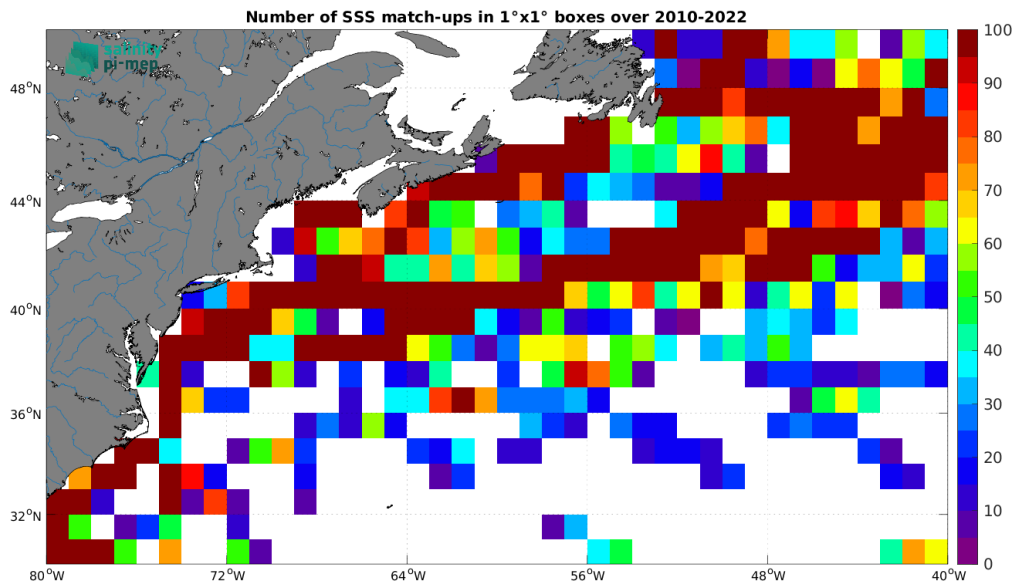 Number of SSS match-ups in 1°x1° boxes over 2010-2022
salinity
pi-mep
48°N
44°N
40°N
36°N
32°N
80°W
72°W
64°W
56°W
48°W
40°W
100
90
80
70
60
50
40
30
20
10
0